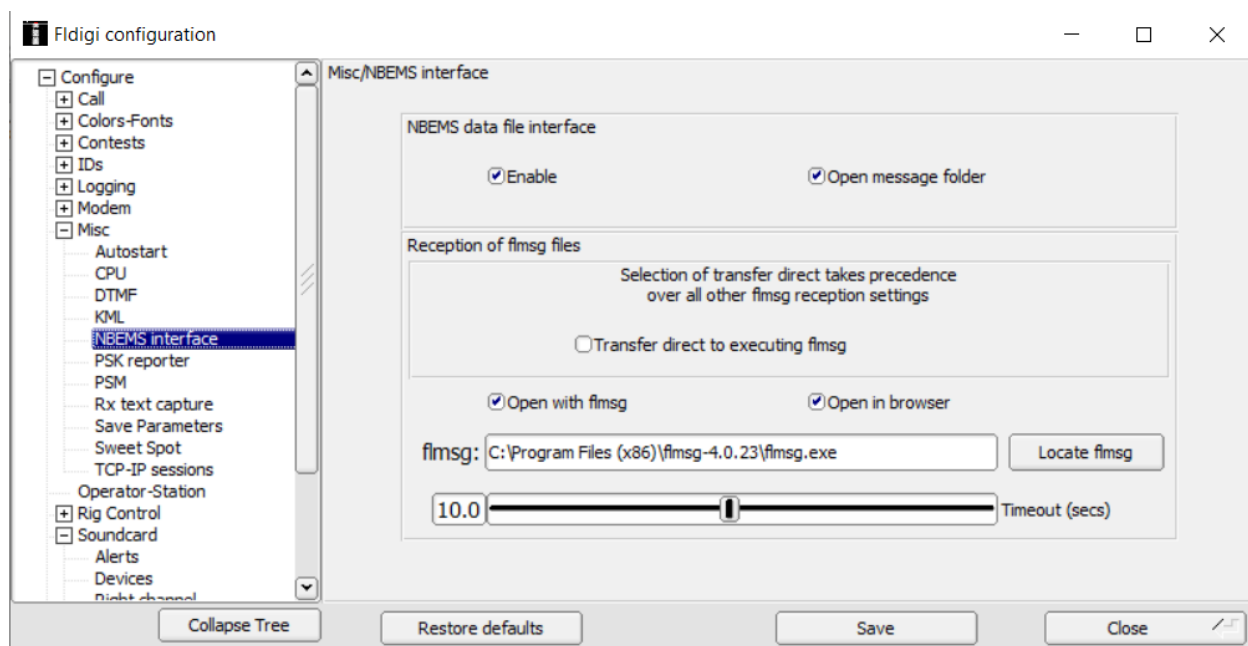 Fldigi configuration
Configure
Call
Colors-Fonts
Contests
IDs
Logging
Modem
Misc
Autostart
CPU
DTMF
KML
NBEMS interface
PSK reporter
PSM
Rx text capture
Save Parameters
Sweet Spot
TCP-IP sessions
Operator-Station
Rig Control
Soundcard
Alerts
Devices
Right channel
Collapse Tree
Misc/NBEMS interface
NBEMS data file interface
Enable
Open message folder
Reception of flmsg files
Selection of transfer direct takes precedence
over all other flmsg reception settings
Transfer direct to executing flmsg
Open with flmsg
Open in browser
flmsg: C:\Program Files (x86)\flmsg-4.0.23\flmsg.exe
Locate flmsg
10.0
Timeout (secs)
Restore defaults
Save
Close